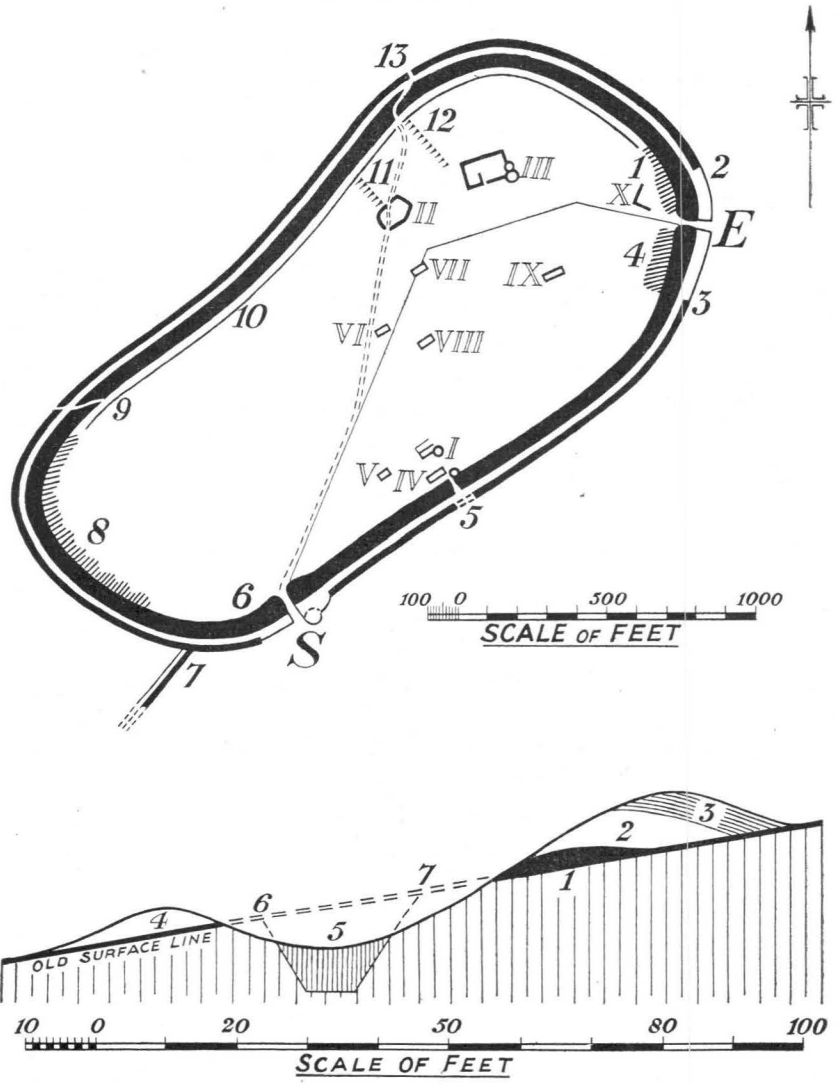 13
12
1
2
III
11
X
II
E
4
VII
IX
3
10
VI
VIII
9
I
V
IV
5
8
6
100 0 500 1000
SCALE OF FEET
S
7
3
2
7
1
6
4
5
OLD SURFACE LINE
10 0 20 50 80 100
SCALE OF FEET